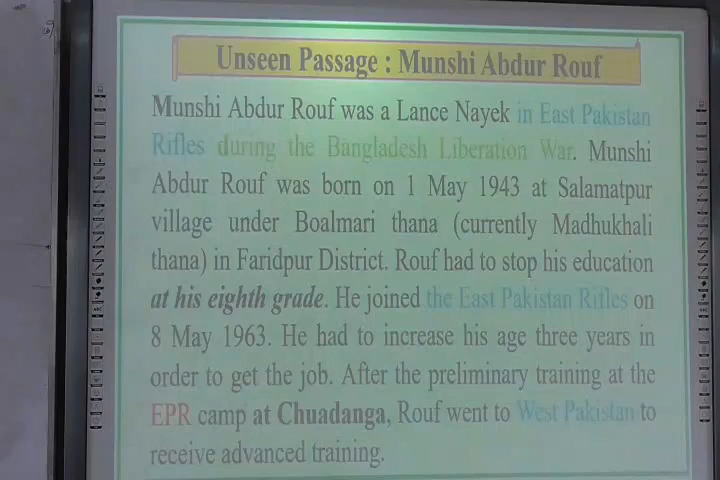 Unseen Passage : Munshi Abdur Rouf
Munshi Abdur Rouf was a Lance Nayek in East Pakistan
Rifles during the Bangladesh Liberation War. Munshi
Abdur Rouf was born on 1 May 1943 at Salamatpur
village under Boalmari thana (currently Madhukhali
thana) in Faridpur District. Rouf had to stop his education
at his eighth grade. He joined the East Pakistan Rifles on
8 May 1963. He had to increase his age three years in
order to get the job. After the preliminary training at the
EPR camp at Chuadanga, Rouf went to West Pakistan to
receive advanced training.